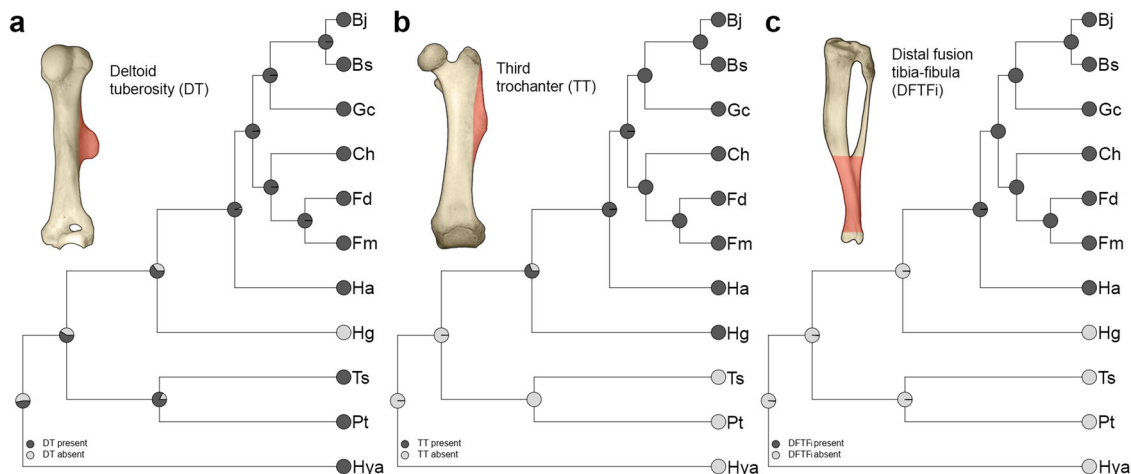 a
Deltoid
tuberosity (DT)
Bj
Bs
Gc
Ch
Fd
Fm
Ha
Hg
Ts
Pt
Hya
DT present
DT absent
b
Third
trochanter (TT)
Bj
Bs
Gc
Ch
Fd
Fm
Ha
Hg
Ts
Pt
Hya
TT present
TT absent
c
Distal fusion
tibia-fibula
(DFTFi)
Bj
Bs
Gc
Ch
Fd
Fm
Ha
Hg
Ts
Pt
Hya
DFTFi present
DFTFi absent